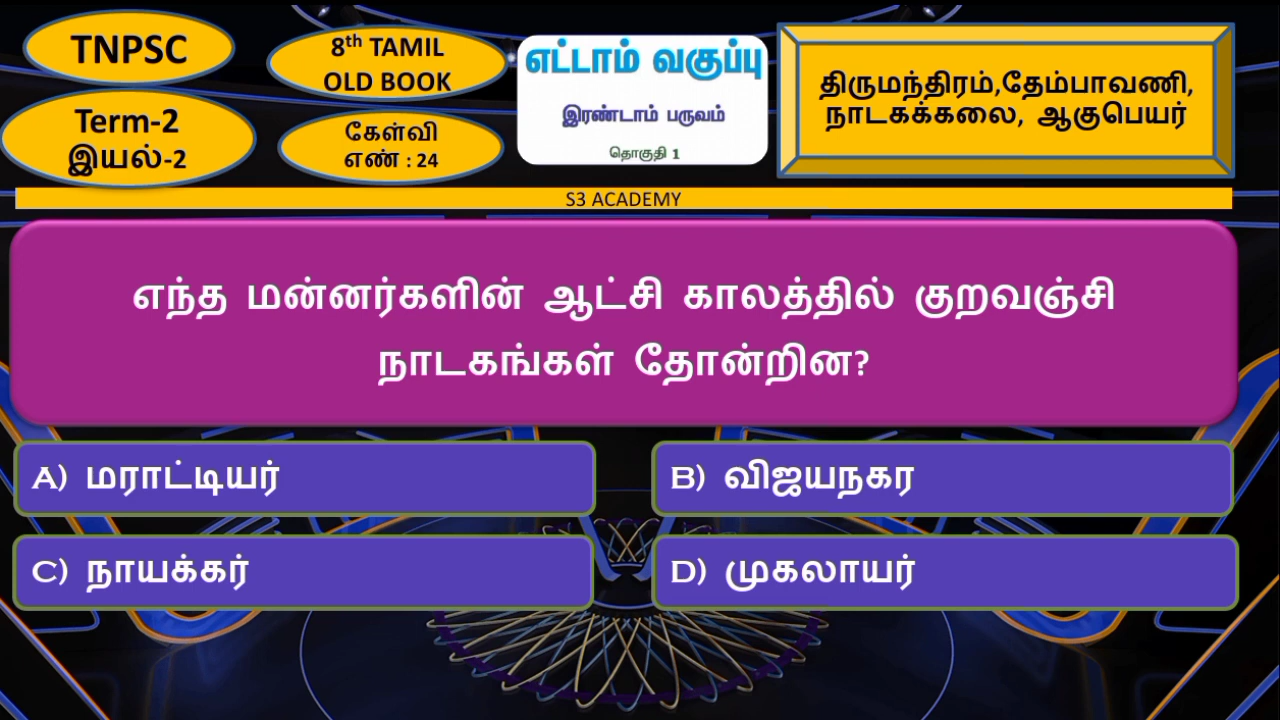 TNPSC
8th TAMIL
OLD BOOK
எட்டாம் வகுப்பு
இரண்டாம் பருவம்
தொகுதி 1
திருமந்திரம்,தேம்பாவணி,
நாடகக்கலை, ஆகுபெயர்
Term-2
இயல்-2
கேள்வி
எண் : 24
S3 ACADEMY
எந்த மன்னர்களின் ஆட்சி காலத்தில் குறவஞ்சி
நாடகங்கள் தோன்றின?
A) மராட்டியர்
B) விஜயநகர
C) நாயக்கர்
D) முகலாயர்